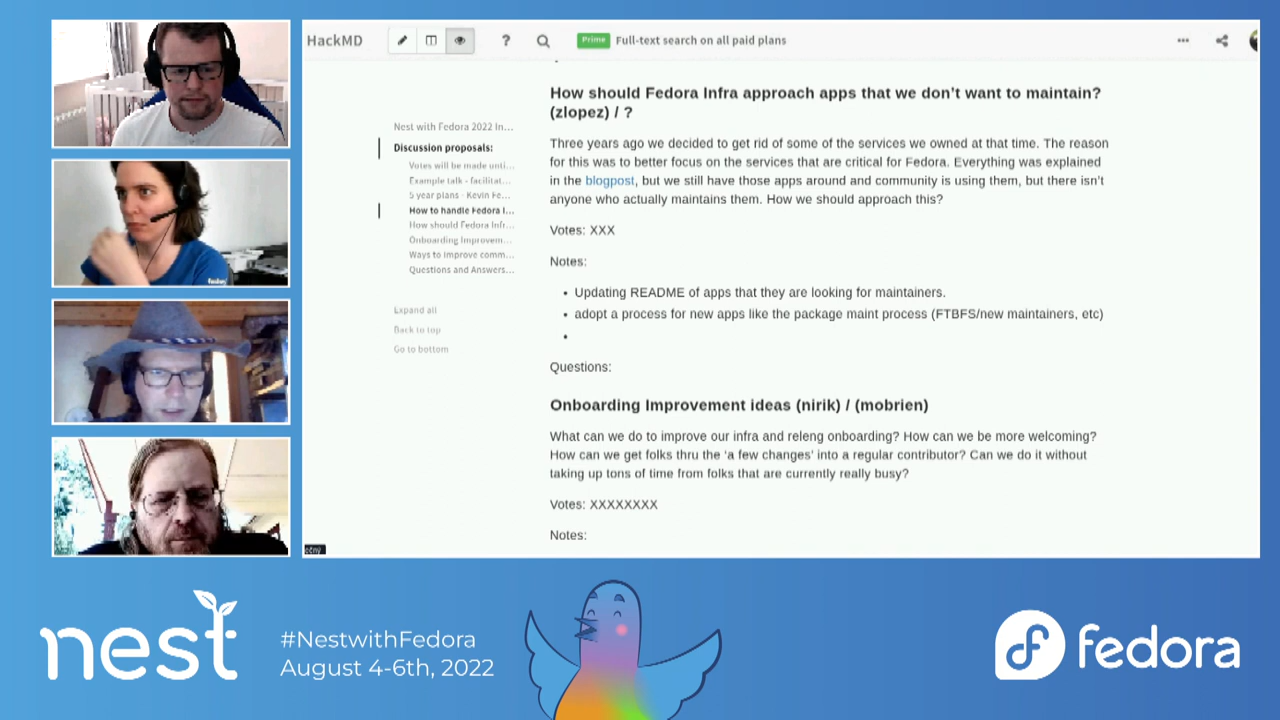 HackMD
?
Prime Full-text search on all paid plans
Nest with Fedora 2022 In...
Discussion proposals:
Votes will be made unti...
Example talk - facilitat...
5 year plans - Kevin Fe...
How to handle Fedora I...
How should Fedora Infr...
Onboarding Improvem...
Ways to improve comm...
Questions and Answers...
Expand all
Back to top
Go to bottom
How should Fedora Infra approach apps that we don't want to maintain?
(zlopez) / ?
Three years ago we decided to get rid of some of the services we owned at that time. The reason
for this was to better focus on the services that are critical for Fedora. Everything was explained
in the blogpost, but we still have those apps around and community is using them, but there isn't
anyone who actually maintains them. How we should approach this?
Votes: XXX
Notes:
• Updating README of apps that they are looking for maintainers.
• adopt a process for new apps like the package maint process (FTBFS/new maintainers, etc)
•
Questions:
Onboarding Improvement ideas (nirik) / (mobrien)
What can we do to improve our infra and releng onboarding? How can we be more welcoming?
How can we get folks thru the 'a few changes' into a regular contributor? Can we do it without
taking up tons of time from folks that are currently really busy?
Votes: XXXXXXXX
Notes:
fedora
nest
#NestwithFedora
August 4-6th, 2022
fedora